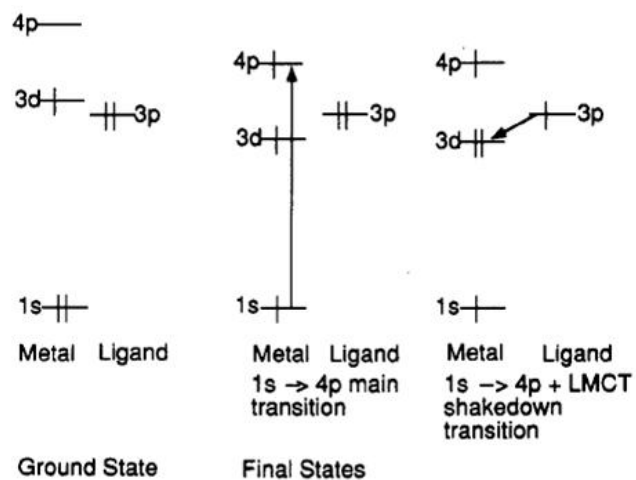 4p
3d 3p
1s
Metal Ligand
Ground State
4p
3p
3d
1s
Metal Ligand
1s → 4p main
transition
Final States
4p
3p
3d
1s
Metal Ligand
1s → 4p + LMCT
shakedown
transition